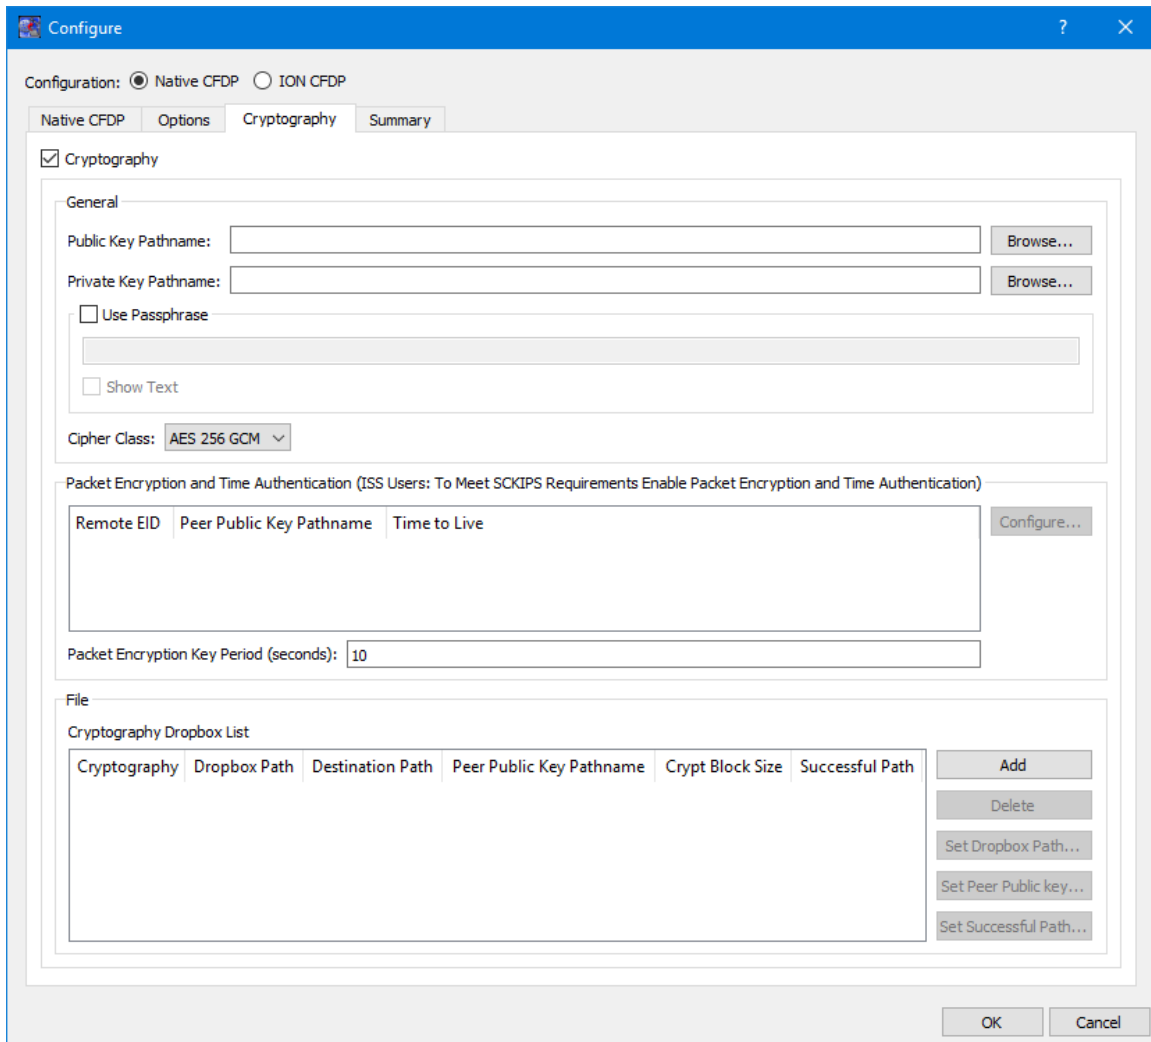 Configure
Configuration: Native CFDP ION CFDP
Native CFDP Options Cryptography Summary
Cryptography
General
Public Key Pathname: Browse...
Private Key Pathname: Browse...
Use Passphrase
Show Text
Cipher Class: AES 256 GCM
Packet Encryption and Time Authentication (ISS Users: To Meet SCKIPS Requirements Enable Packet Encryption and Time Authentication)
Remote EID Peer Public Key Pathname Time to Live Configure...
Packet Encryption Key Period (seconds): 10
File
Cryptography Dropbox List
Cryptography Dropbox Path Destination Path Peer Public Key Pathname Crypt Block Size Successful Path Add
Delete
Set Dropbox Path...
Set Peer Public key...
Set Successful Path...
OK Cancel